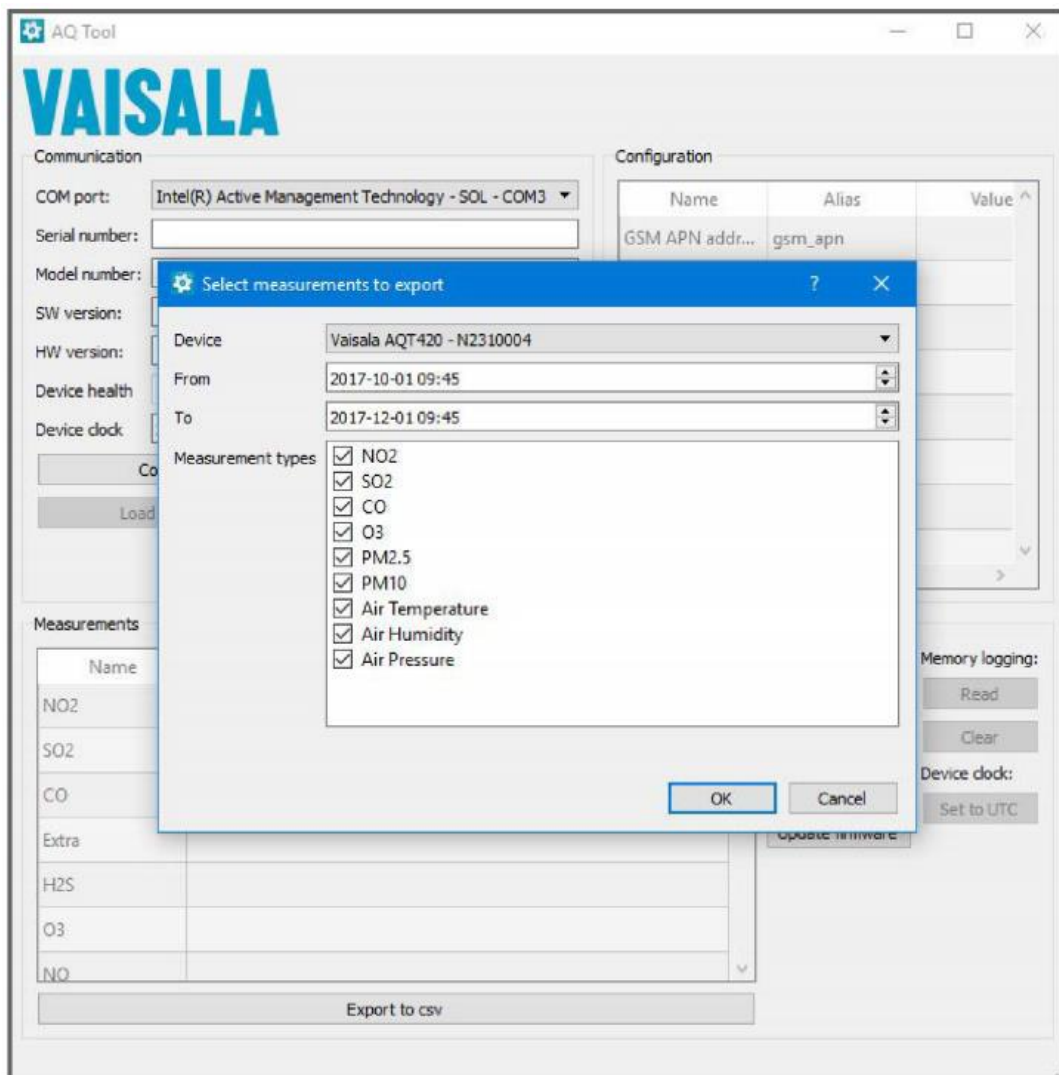 AQ Tool
VAISALA
Communication
COM port: Intel(R) Active Management Technology - SOL - COM3
Serial number:
Model number:
SW version:
HW version:
Device health
Device clock
Co
Load
Configuration
Name Alias Value
GSM APN addr... gsm_apn
Select measurements to export ?
Device Vaisala AQT420 - N2310004
From 2017-10-01 09:45
To 2017-12-01 09:45
Measurement types
NO2
SO2
CO
O3
PM2.5
PM10
Air Temperature
Air Humidity
Air Pressure
OK Cancel
Measurements
Name
NO2
SO2
CO
Extra
H2S
O3
NO
Export to csv
Memory logging:
Read
Clear
Device clock:
Set to UTC
Update firmware